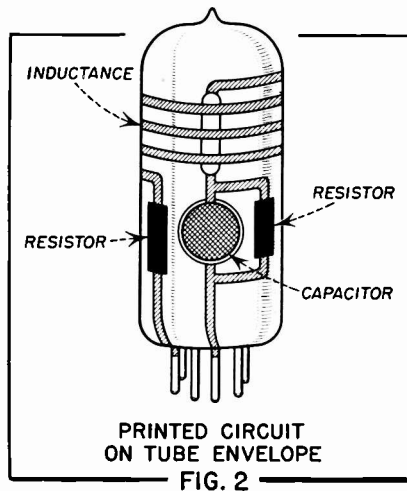 INDUCTANCE
RESISTOR
RESISTOR
CAPACITOR
PRINTED CIRCUIT
ON TUBE ENVELOPE
FIG. 2